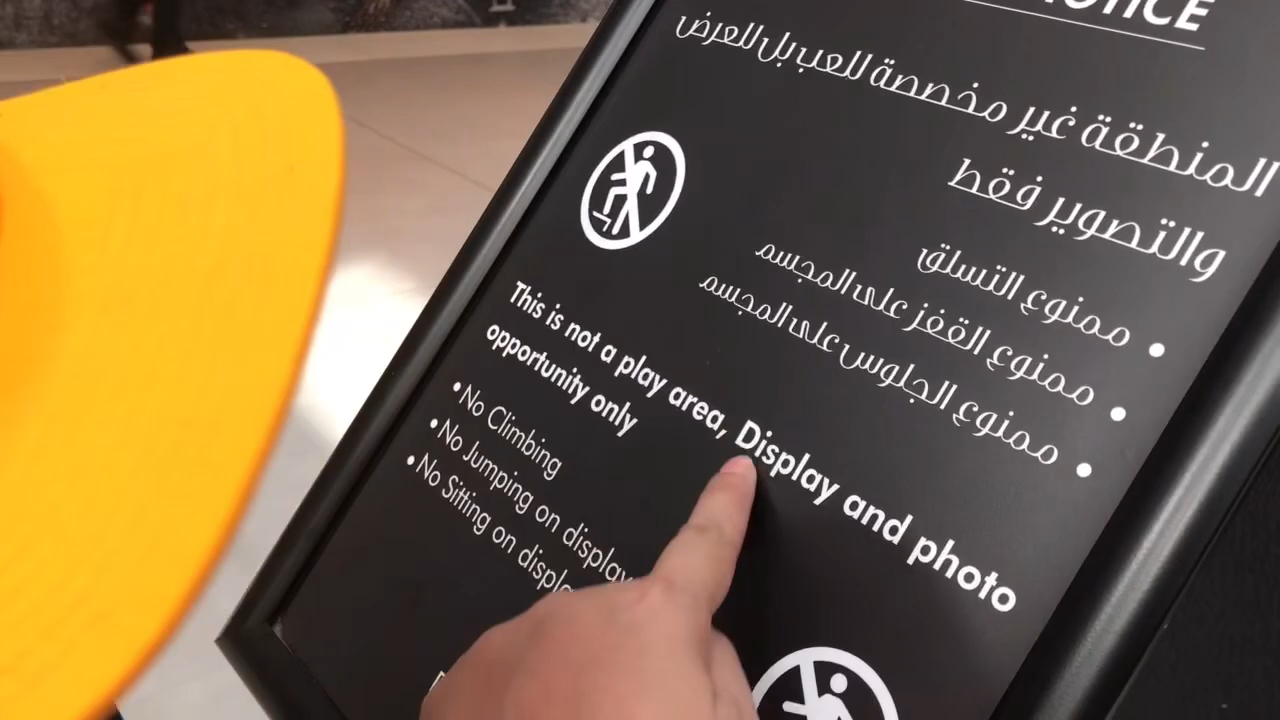 المنطقة غير مخصصة للعب بل للعرض
والتصوير فقط
• ممنوع التسلق
• ممنوع القفز على المجسم
• ممنوع الجلوس على المجسم
This is not a play area, Display and photo
opportunity only
• No Climbing
• No Jumping on display
• No Sitting on